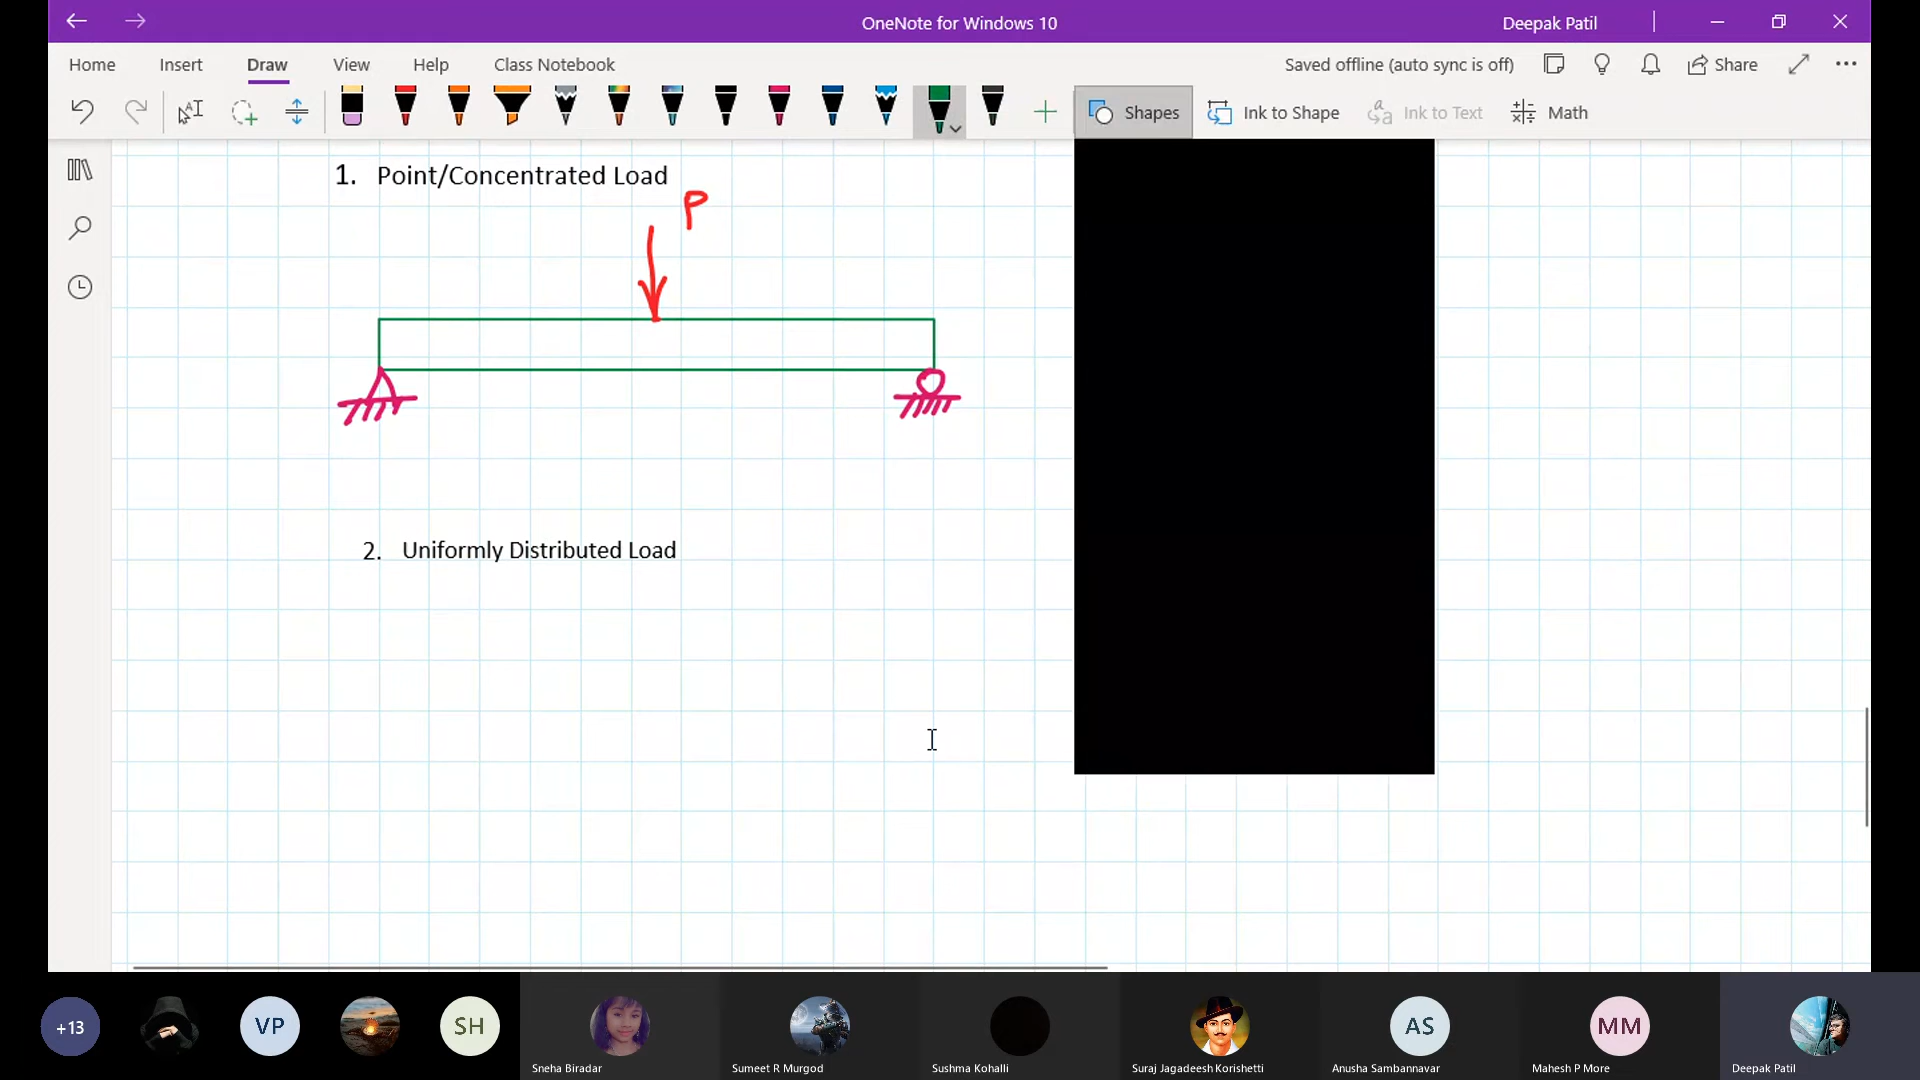 OneNote for Windows 10
Deepak Patil
Home Insert Draw View Help Class Notebook
Saved offline (auto sync is off)
Share
Shapes
Ink to Shape
Ink to Text
Math
1. Point/Concentrated Load
P
2. Uniformly Distributed Load
+13
VP
SH
AS
MM
Sneha Biradar
Sumeet R Murgod
Sushma Kohalli
Suraj Jagadeesh Korishetti
Anusha Sambannavar
Mahesh P More
Deepak Patil